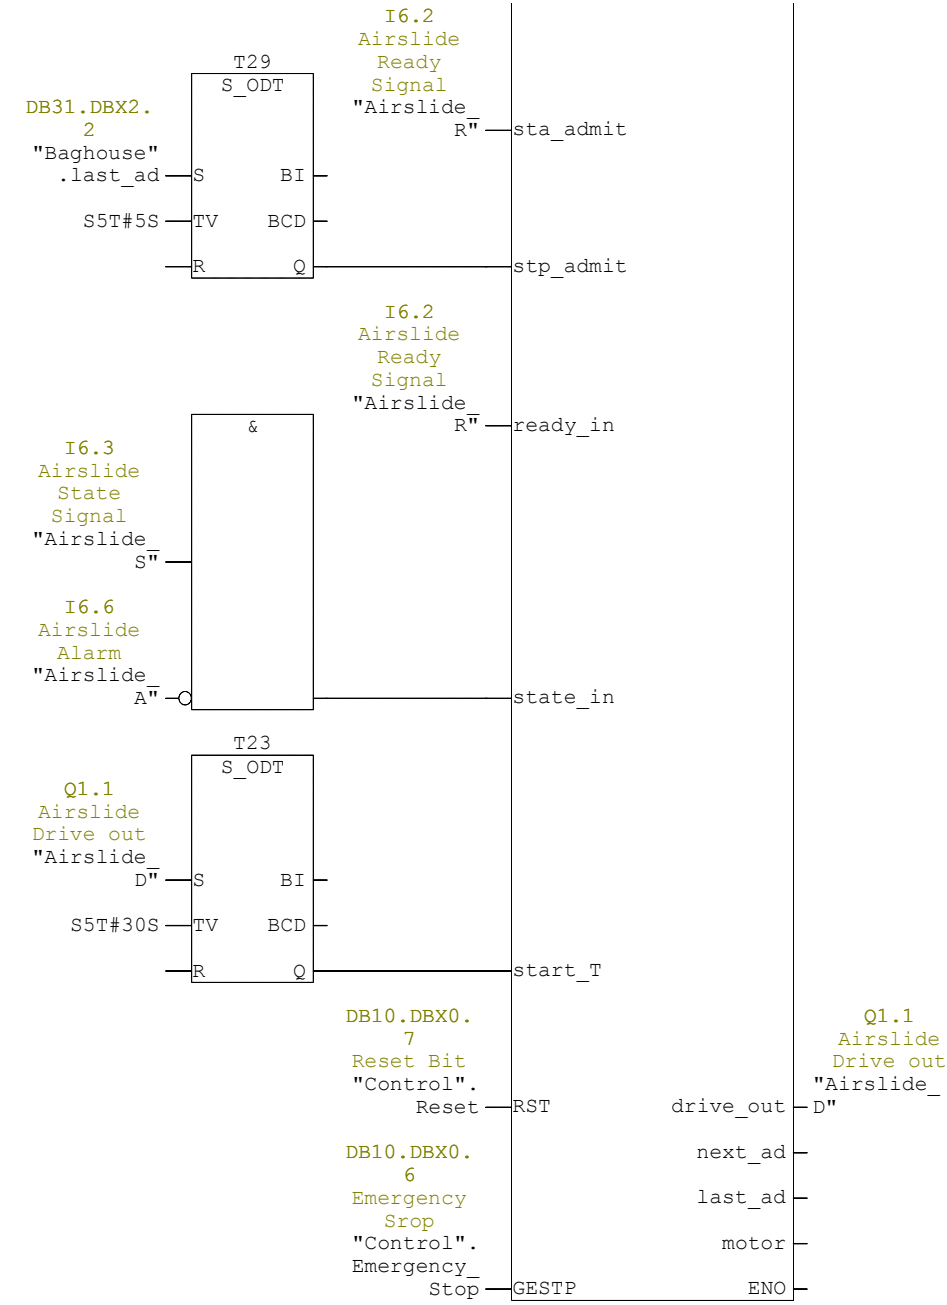 I6.2
Airslide
Ready
Signal
"Airslide_
R"
sta_admit
T29
S_ODT
DB31.DBX2.
2
"Baghouse"
.last_ad
S
BI
S5T#5S
TV
BCD
R
Q
stp_admit
I6.2
Airslide
Ready
Signal
"Airslide_
R"
ready_in
&
I6.3
Airslide
State
Signal
"Airslide_
S"
I6.6
Airslide
Alarm
"Airslide_
A"
state_in
T23
S_ODT
Q1.1
Airslide
Drive out
"Airslide_
D"
S
BI
S5T#30S
TV
BCD
R
Q
start_T
DB10.DBX0.
7
Reset Bit
"Control".
Reset
RST
Q1.1
Airslide
Drive out
"Airslide_
drive_out
D"
DB10.DBX0.
6
Emergency
Srop
"Control".
Emergency_
Stop
GESTP
next_ad
last_ad
motor
ENO